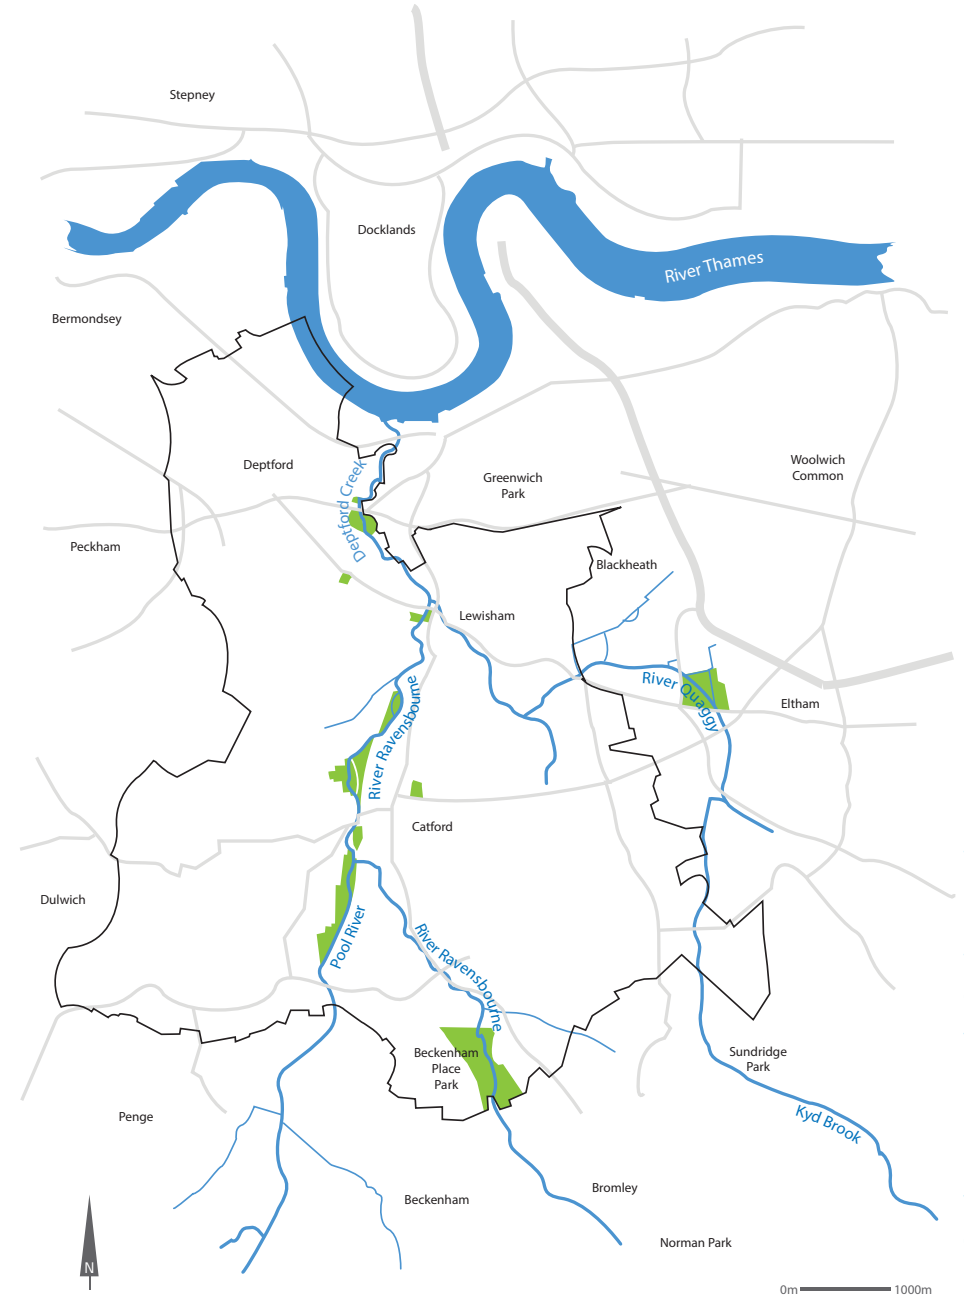 Stepney
Docklands
River Thames
Bermondsey
Deptford
Deptford Creek
Greenwich
Park
Woolwich
Common
Peckham
Blackheath
Lewisham
River Quaggy
Eltham
River Ravensbourne
Catford
Dulwich
Pool River
River Ravensbourne
Beckenham
Place
Park
Sundridge
Park
Kyd Brook
Penge
Beckenham
Bromley
Norman Park
N
0m
1000m